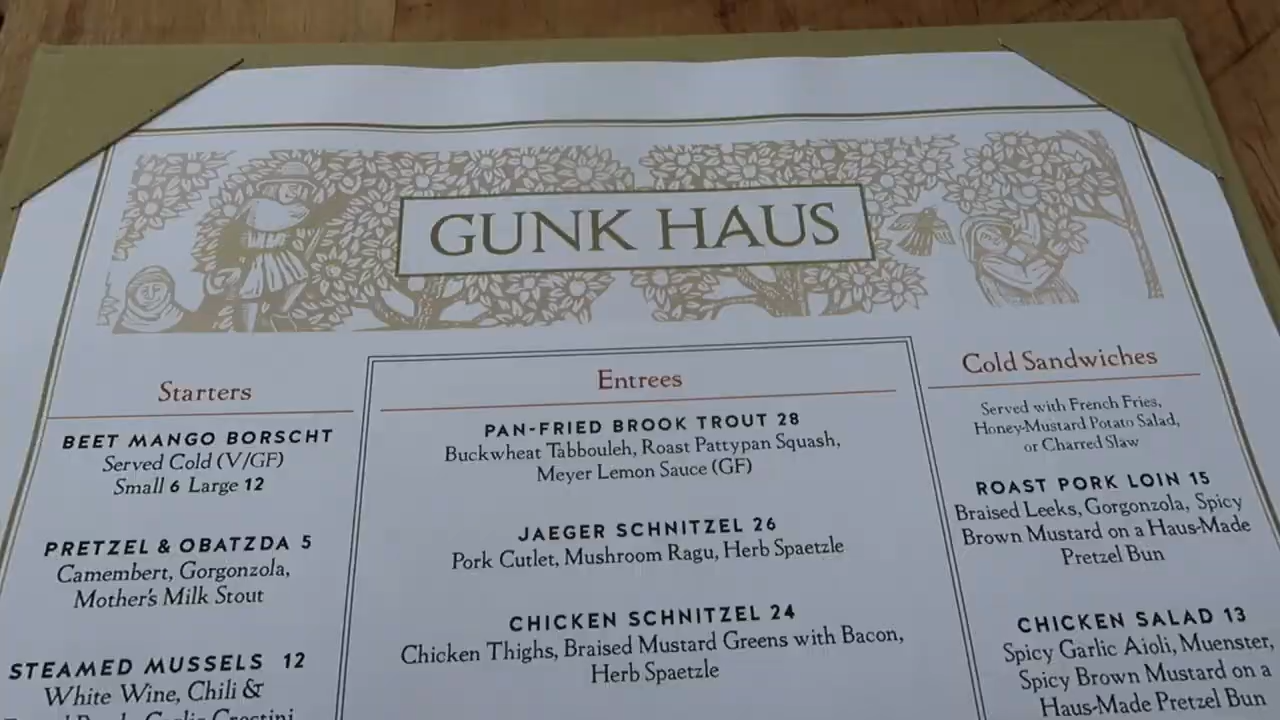 GUNK HAUS
Starters
BEET MANGO BORSCHT
Served Cold (V/GF)
Small 6 Large 12
PRETZEL & OBATZDA 5
Camembert, Gorgonzola,
Mother's Milk Stout
STEAMED MUSSELS 12
White Wine, Chili &
Garlic Crostini
Entrees
PAN-FRIED BROOK TROUT 28
Buckwheat Tabbouleh, Roast Pattypan Squash,
Meyer Lemon Sauce (GF)
JAEGER SCHNITZEL 26
Pork Cutlet, Mushroom Ragu, Herb Spaetzle
CHICKEN SCHNITZEL 24
Chicken Thighs, Braised Mustard Greens with Bacon,
Herb Spaetzle
Cold Sandwiches
Served with French Fries,
Honey-Mustard Potato Salad,
or Charred Slaw
ROAST PORK LOIN 15
Braised Leeks, Gorgonzola, Spicy
Brown Mustard on a Haus-Made
Pretzel Bun
CHICKEN SALAD 13
Spicy Garlic Aioli, Muenster,
Spicy Brown Mustard on a
Haus-Made Pretzel Bun